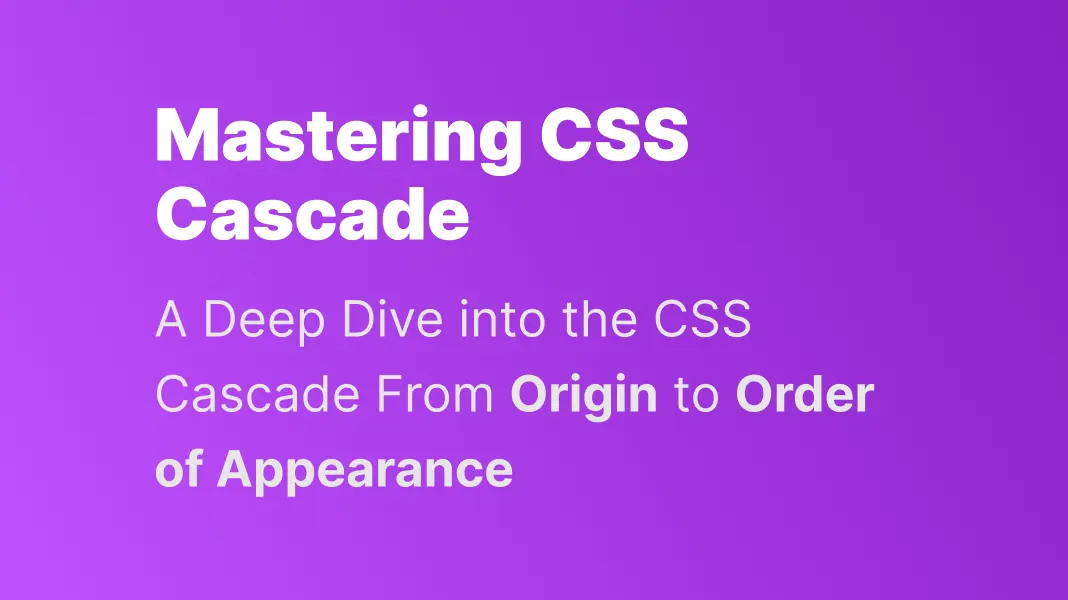 Mastering CSS
Cascade
A Deep Dive into the CSS
Cascade From Origin to Order
of Appearance